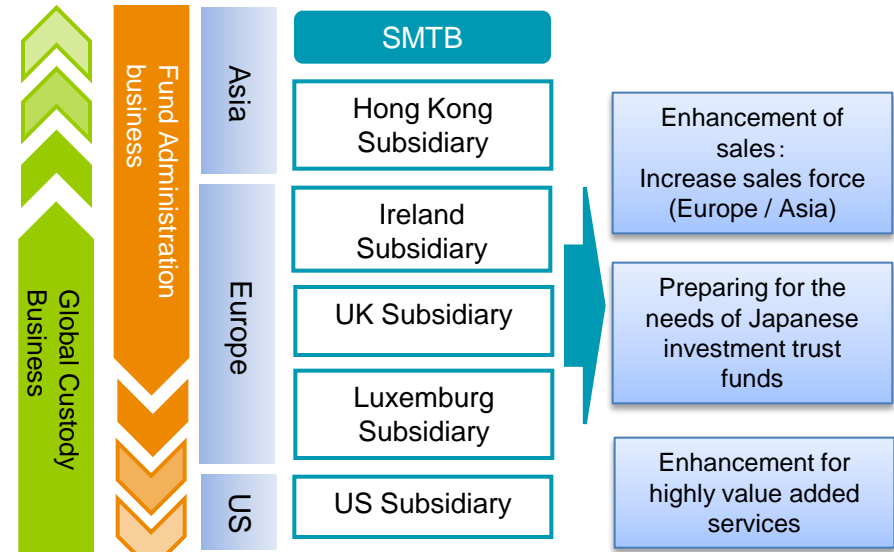 Global Custody
Business
Fund Administration
business
Asia
Europe
US
SMTB
Hong Kong
Subsidiary
Ireland
Subsidiary
UK Subsidiary
Luxemburg
Subsidiary
US Subsidiary
Enhancement of
sales:
Increase sales force
(Europe / Asia)
Preparing for the
needs of Japanese
investment trust
funds
Enhancement for
highly value added
services